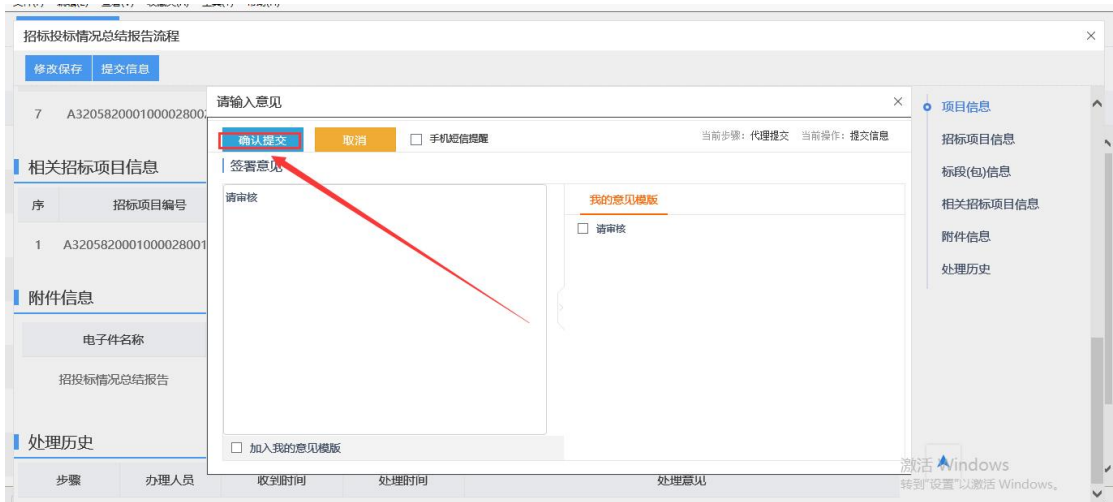 招标投标情况总结报告流程
修改保存 提交信息
7 A3205820001000028002
相关招标项目信息
序 招标项目编号
1 A3205820001000028001
附件信息
电子件名称
招投标情况总结报告
处理历史
步骤 办理人员 收到时间 处理时间 处理意见
请输入意见
确认提交 取消 手机短信提醒 当前步骤：代理提交 当前操作：提交信息
签署意见
请审核
我的意见模版
请审核
加入我的意见模版
项目信息
招标项目信息
标段(包)信息
相关招标项目信息
附件信息
处理历史
激活 Windows
转到"设置"以激活 Windows。